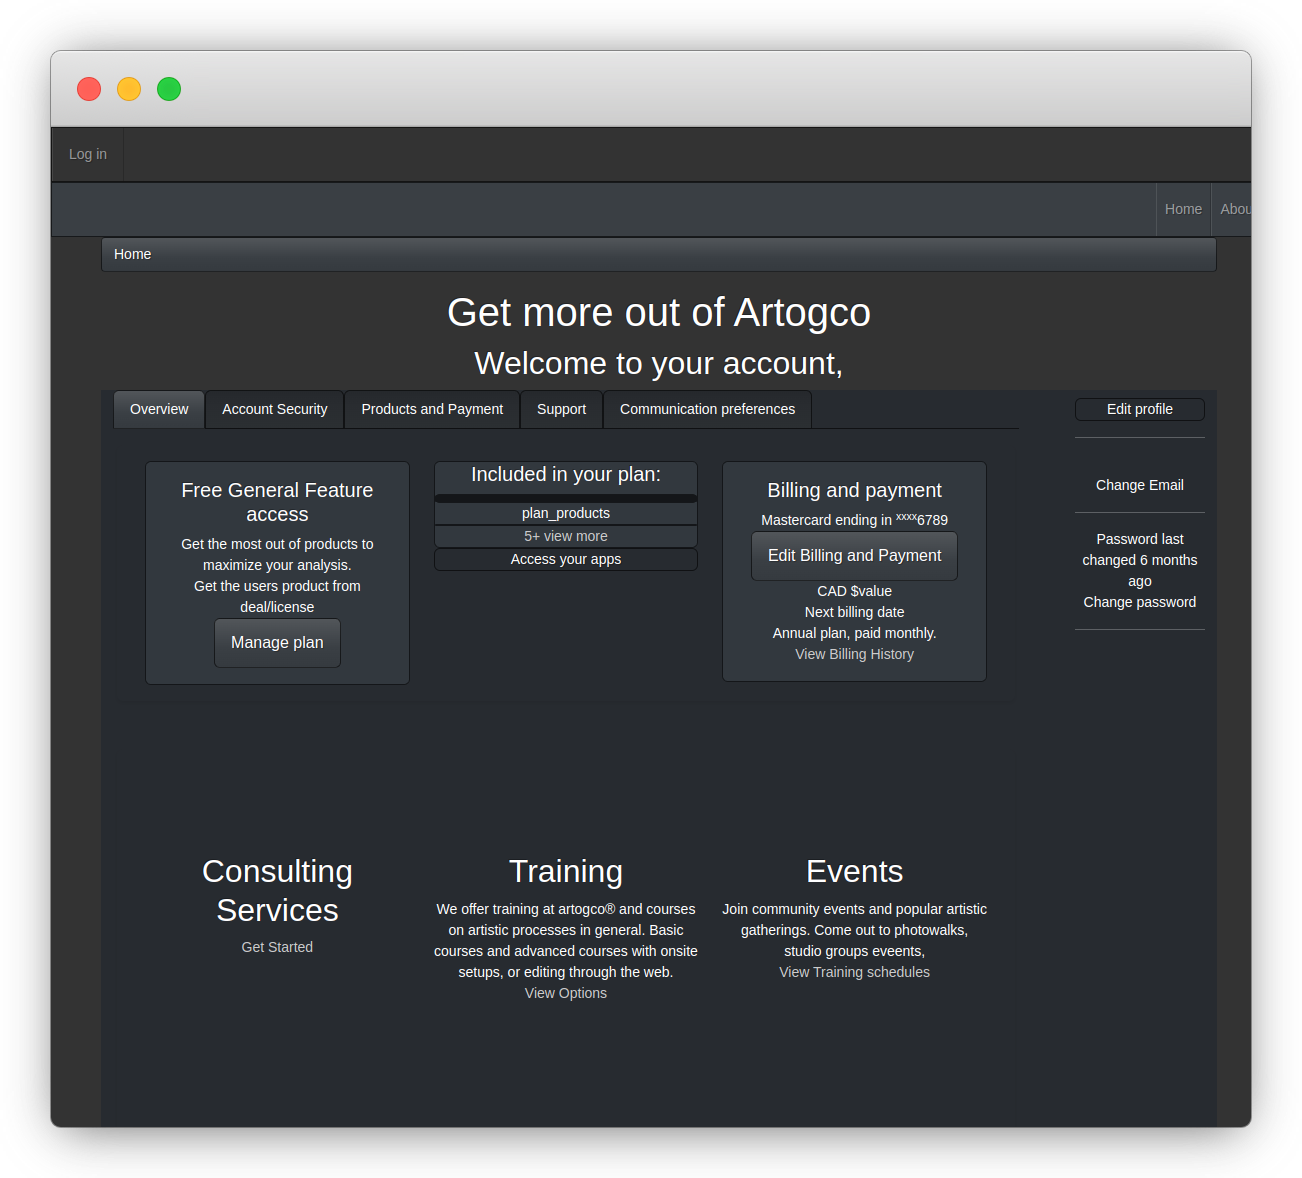 Log in
Home
Abou
Home
Get more out of Artogco
Welcome to your account,
Overview
Account Security
Products and Payment
Support
Communication preferences
Edit profile
Free General Feature
access
Get the most out of products to
maximize your analysis.
Get the users product from
deal/license
Manage plan
Included in your plan:
plan_products
5+ view more
Access your apps
Billing and payment
Mastercard ending in xxxx6789
Edit Billing and Payment
CAD $value
Next billing date
Annual plan, paid monthly.
View Billing History
Change Email
Password last
changed 6 months
ago
Change password
Consulting
Services
Get Started
Training
We offer training at artogco® and courses
on artistic processes in general. Basic
courses and advanced courses with onsite
setups, or editing through the web.
View Options
Events
Join community events and popular artistic
gatherings. Come out to photowalks,
studio groups eveents,
View Training schedules